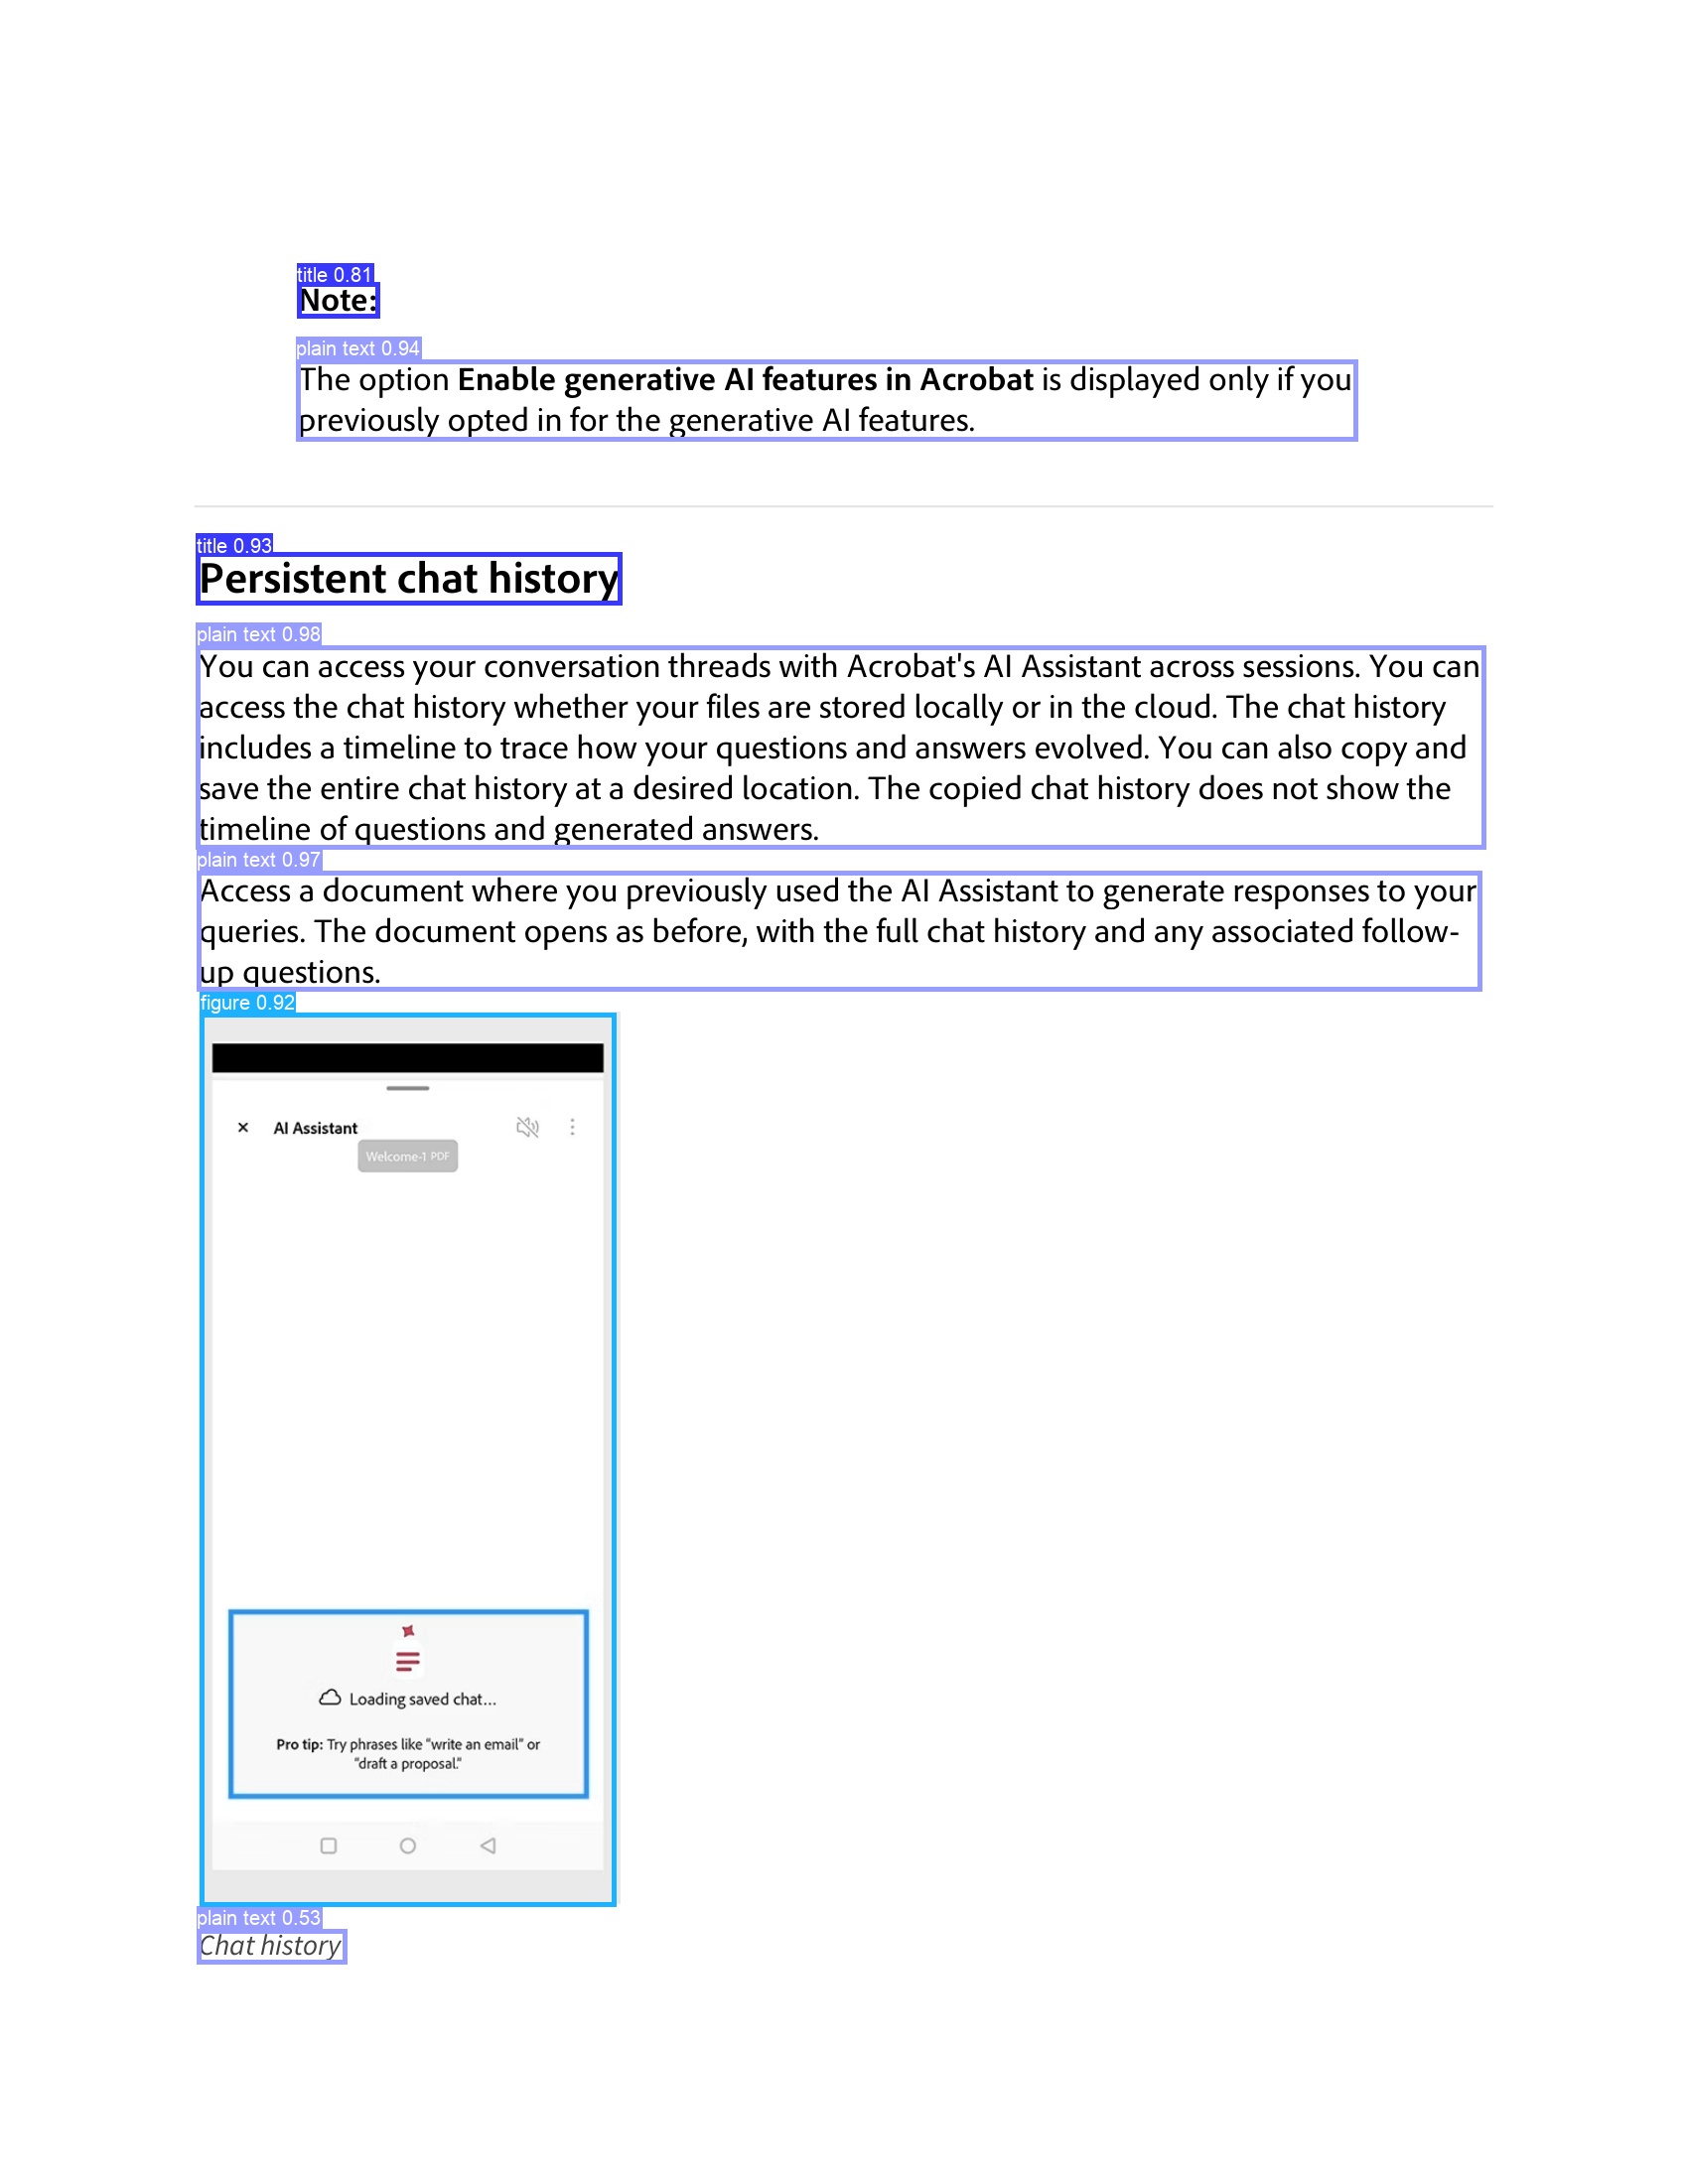 title 0.81
Note:
plain text 0.94
The option Enable generative AI features in Acrobat is displayed only if you
previously opted in for the generative AI features.
title 0.93
Persistent chat history
plain text 0.98
You can access your conversation threads with Acrobat's AI Assistant across sessions. You can
access the chat history whether your files are stored locally or in the cloud. The chat history
includes a timeline to trace how your questions and answers evolved. You can also copy and
save the entire chat history at a desired location. The copied chat history does not show the
timeline of questions and generated answers.
plain text 0.97
Access a document where you previously used the AI Assistant to generate responses to your
queries. The document opens as before, with the full chat history and any associated follow-
up questions.
figure 0.92
AI Assistant
Welcome-1 PDF
Loading saved chat...
Pro tip: Try phrases like "write an email" or
"draft a proposal."
plain text 0.53
Chat history